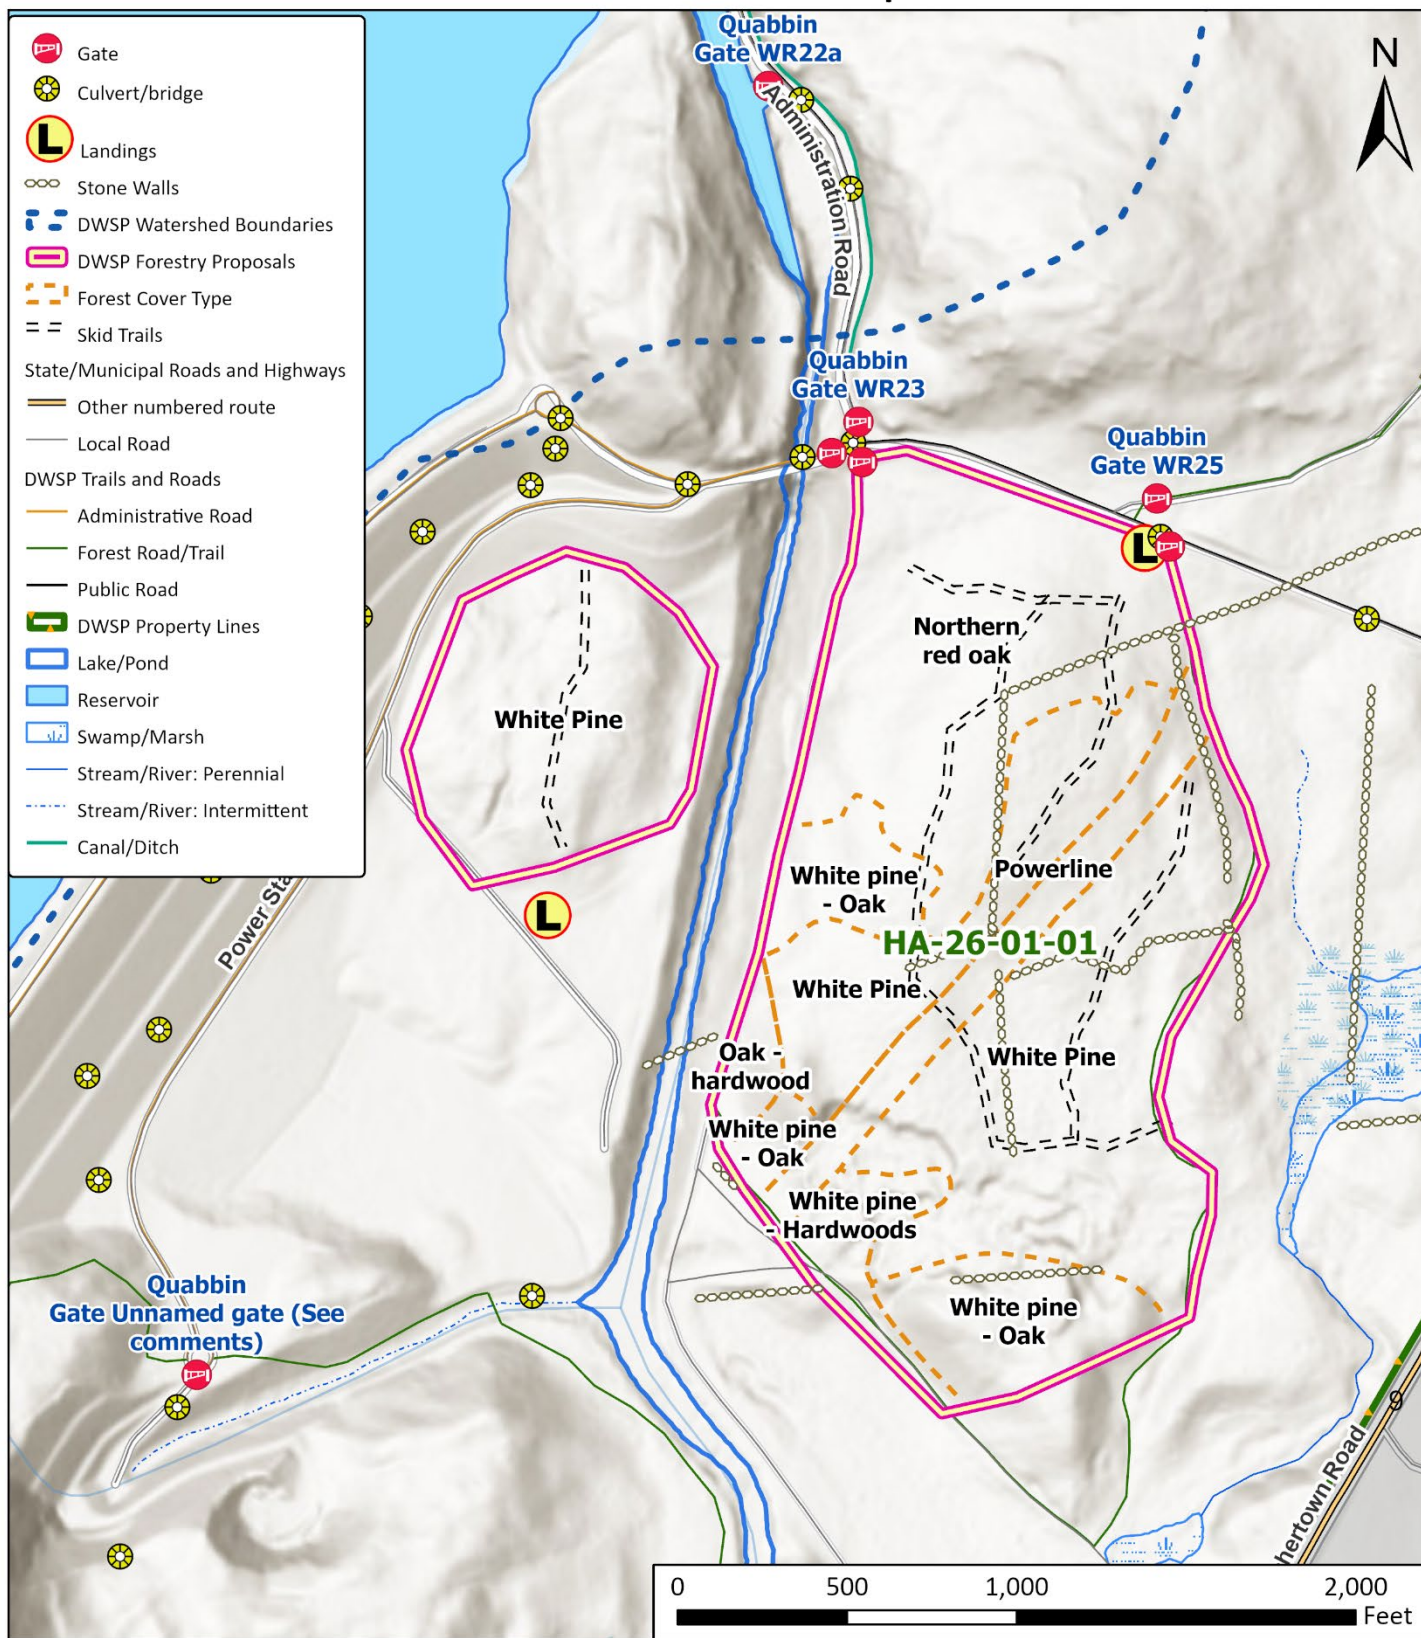 Gate
Culvert/bridge
L
Landings
Stone Walls
DWSP Watershed Boundaries
DWSP Forestry Proposals
Forest Cover Type
Skid Trails
State/Municipal Roads and Highways
Other numbered route
Local Road
DWSP Trails and Roads
Administrative Road
Forest Road/Trail
Public Road
DWSP Property Lines
Lake/Pond
Reservoir
Swamp/Marsh
Stream/River: Perennial
Stream/River: Intermittent
Canal/Ditch
Quabbin
Gate WR22a
N
Administration Road
Quabbin
Gate WR23
Quabbin
Gate WR25
L
Northern
red oak
White Pine
White pine
- Oak
Powerline
L
HA-26-01-01
Power Sta
White Pine
Oak -
hardwood
White Pine
White pine
- Oak
White pine
- Hardwoods
Quabbin
Gate Unnamed gate (See
comments)
White pine
- Oak
9
hertown Road
0 500 1,000 2,000
Feet